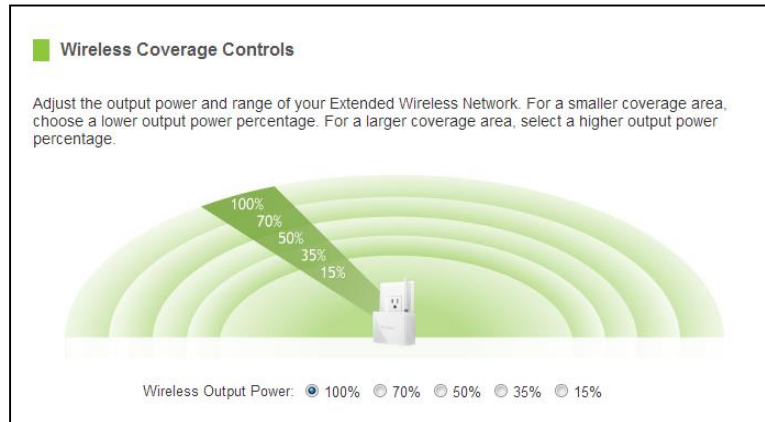 Wireless Coverage Controls
Adjust the output power and range of your Extended Wireless Network. For a smaller coverage area,
choose a lower output power percentage. For a larger coverage area, select a higher output power
percentage.
100%
70%
50%
35%
15%
Wireless Output Power: 100% 70% 50% 35% 15%